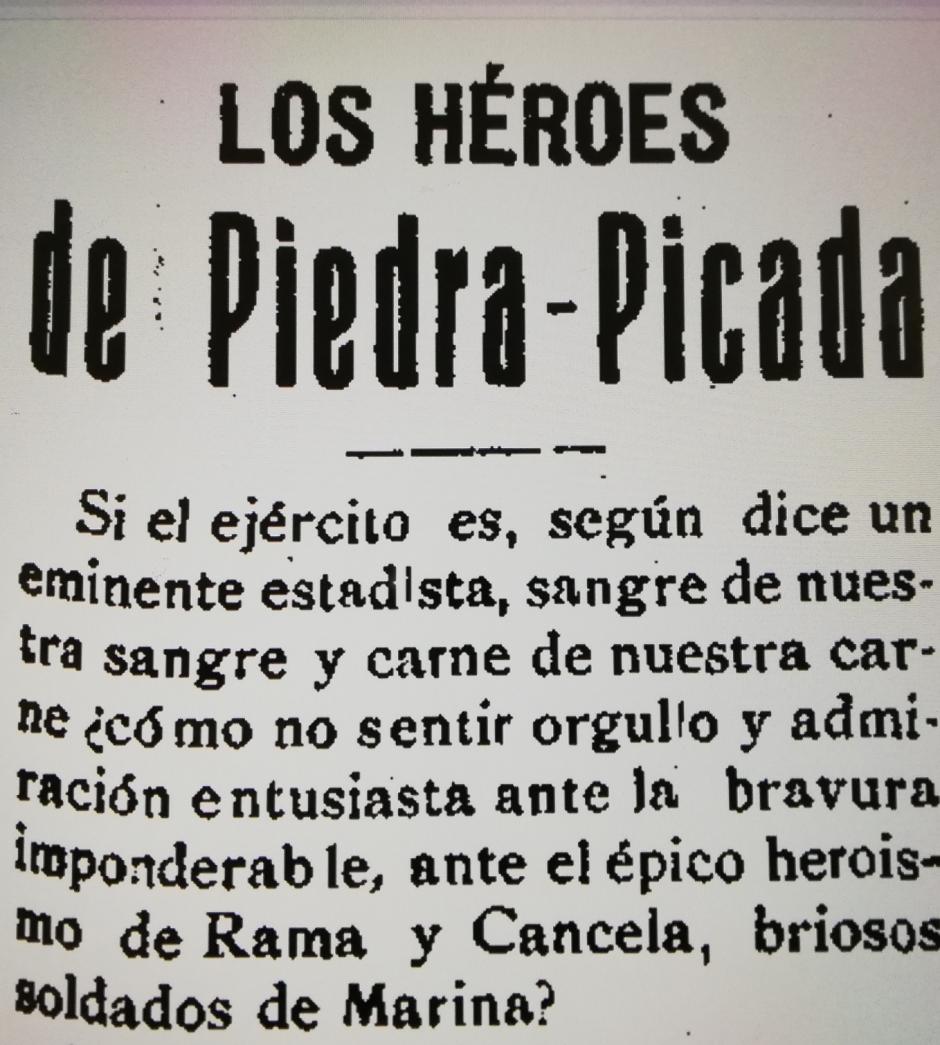 LOS HÉROES
de Piedra-Picada
Si el ejército es, según dice un
eminente estadista, sangre de nues-
tra sangre y carne de nuestra car-
ne ¿cómo no sentir orgullo y admi-
ración entusiasta ante la bravura
imponderable, ante el épico herois-
mo de Rama y Cancela, briosos
soldados de Marina?